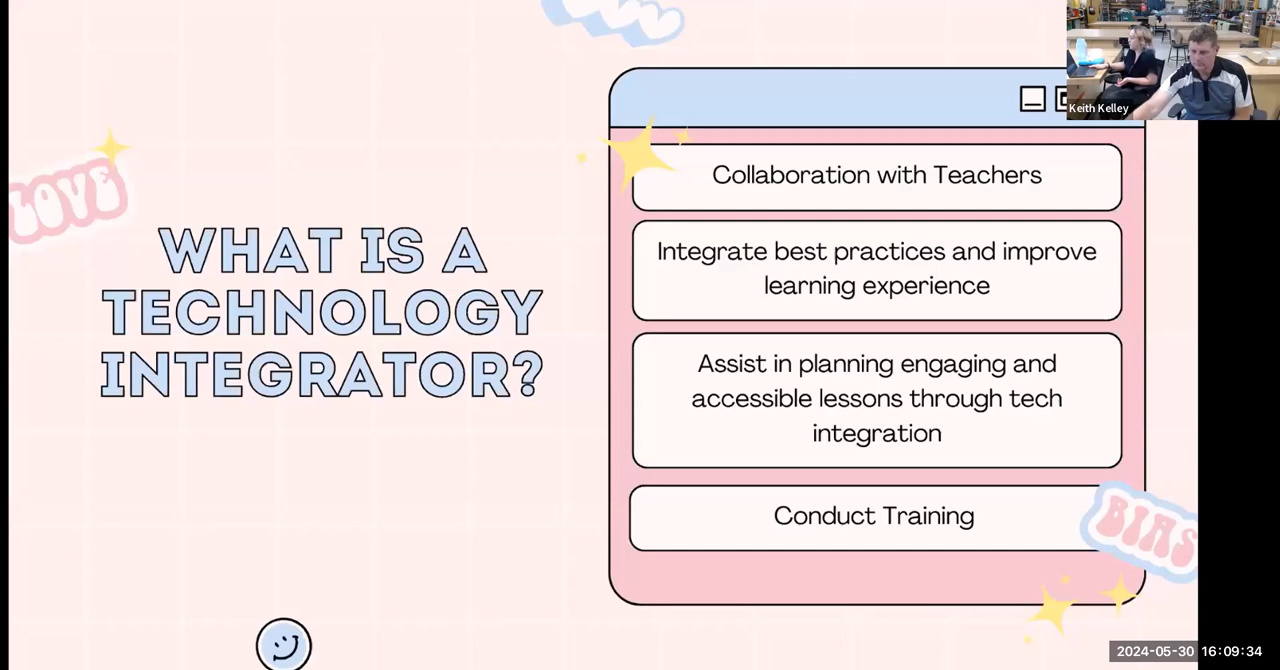 Keith Kelley
LOVE
WHAT IS A
TECHNOLOGY
INTEGRATOR?
Collaboration with Teachers
Integrate best practices and improve
learning experience
Assist in planning engaging and
accessible lessons through tech
integration
Conduct Training
BIAS
2024-05-30 16:09:34